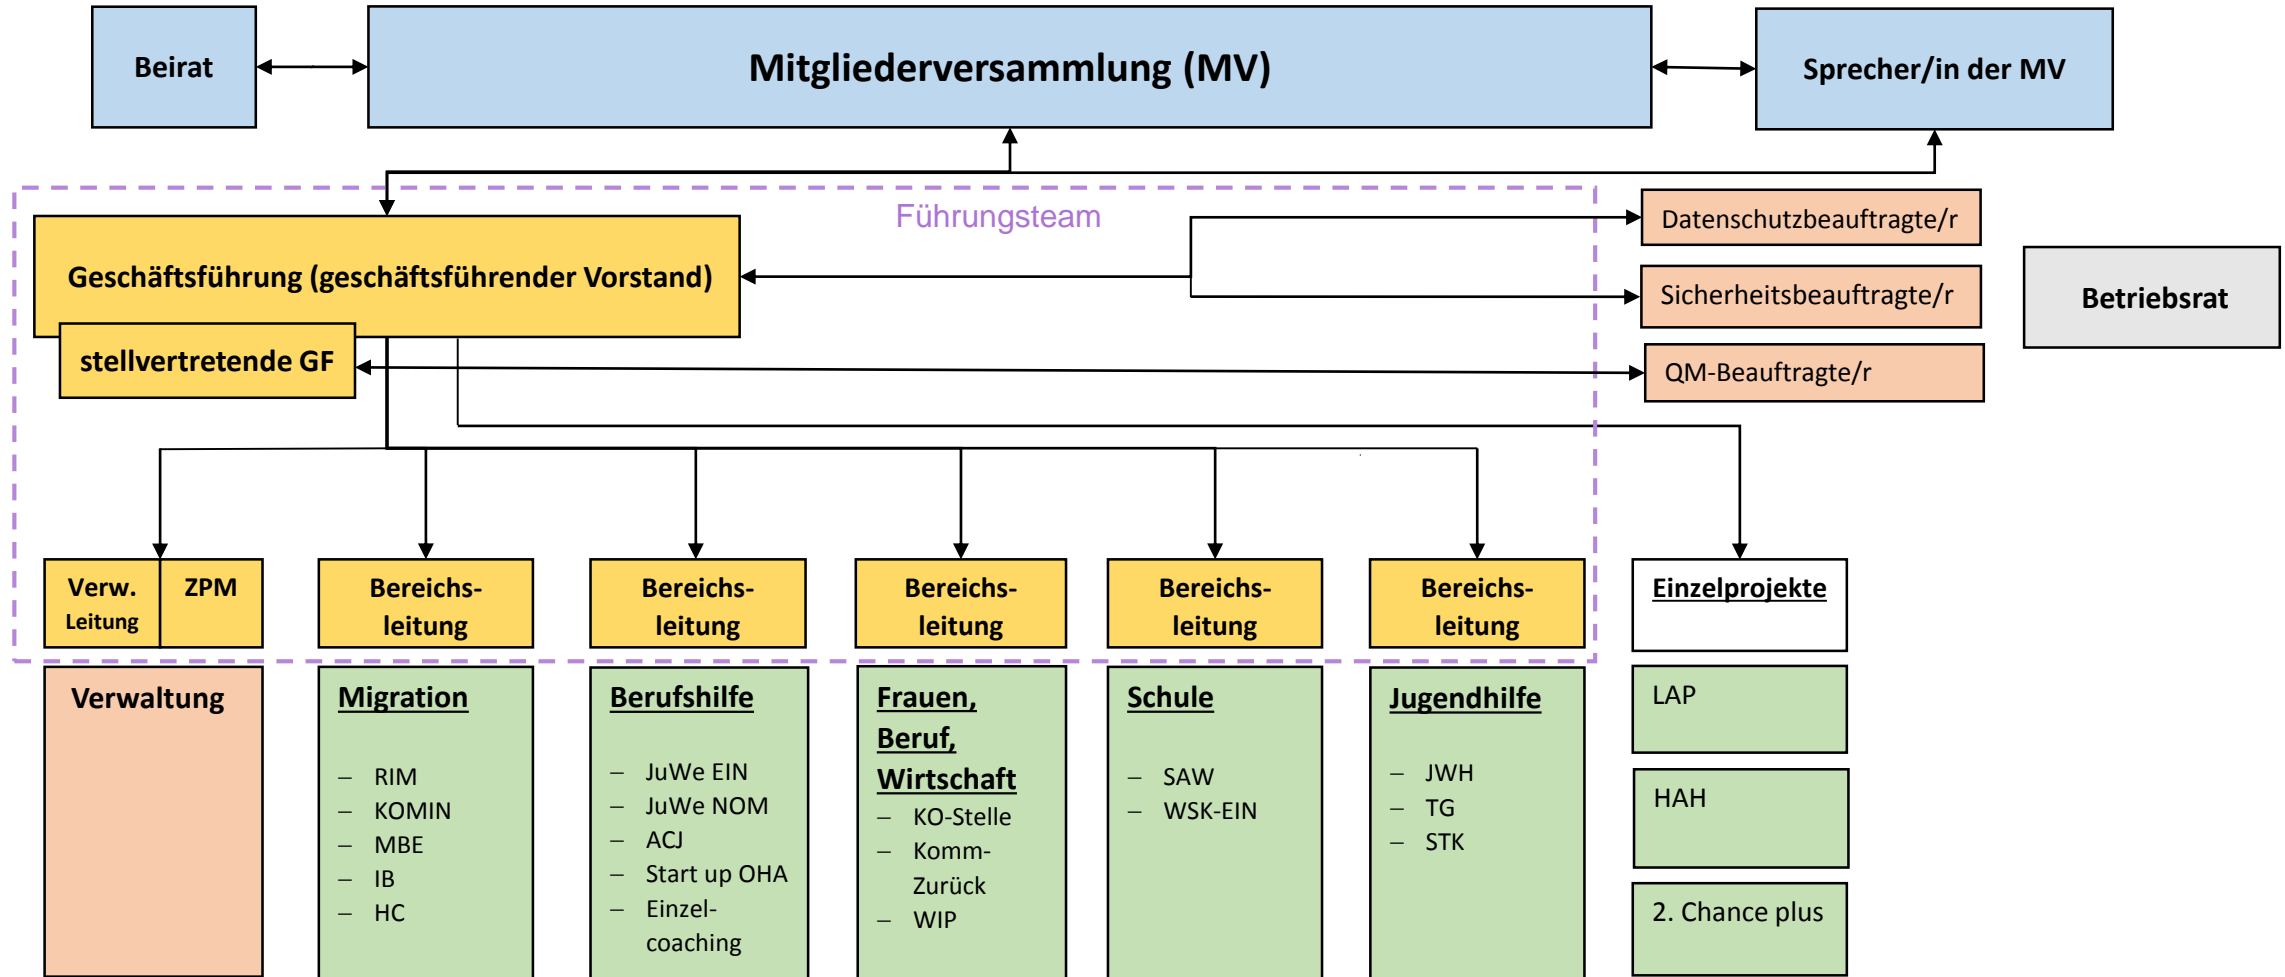 Beirat
Mitgliederversammlung (MV)
Sprecher/in der MV
Führungsteam
Geschäftsführung (geschäftsführender Vorstand)
stellvertretende GF
Datenschutzbeauftragte/r
Sicherheitsbeauftragte/r
QM-Beauftragte/r
Betriebsrat
Verw.
Leitung
ZPM
Bereichs-
leitung
Bereichs-
leitung
Bereichs-
leitung
Bereichs-
leitung
Bereichs-
leitung
Einzelprojekte
Verwaltung
Migration
– RIM
– KOMIN
– MBE
– IB
– HC
Berufshilfe
– JuWe EIN
– JuWe NOM
– ACJ
– Start up OHA
– Einzel-
coaching
Frauen,
Beruf,
Wirtschaft
– KO-Stelle
– Komm-
Zurück
– WIP
Schule
– SAW
– WSK-EIN
Jugendhilfe
– JWH
– TG
– STK
LAP
HAH
2. Chance plus